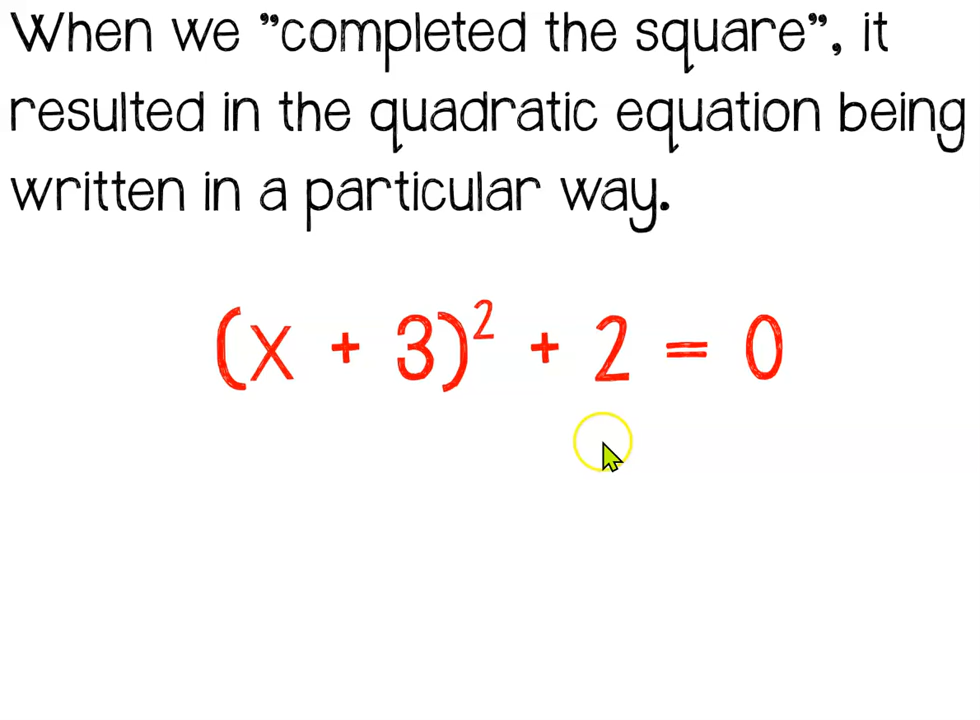 When we ”completed the square”, it
resulted in the quadratic equation being
written in a particular way.
(x + 3)² + 2 = 0